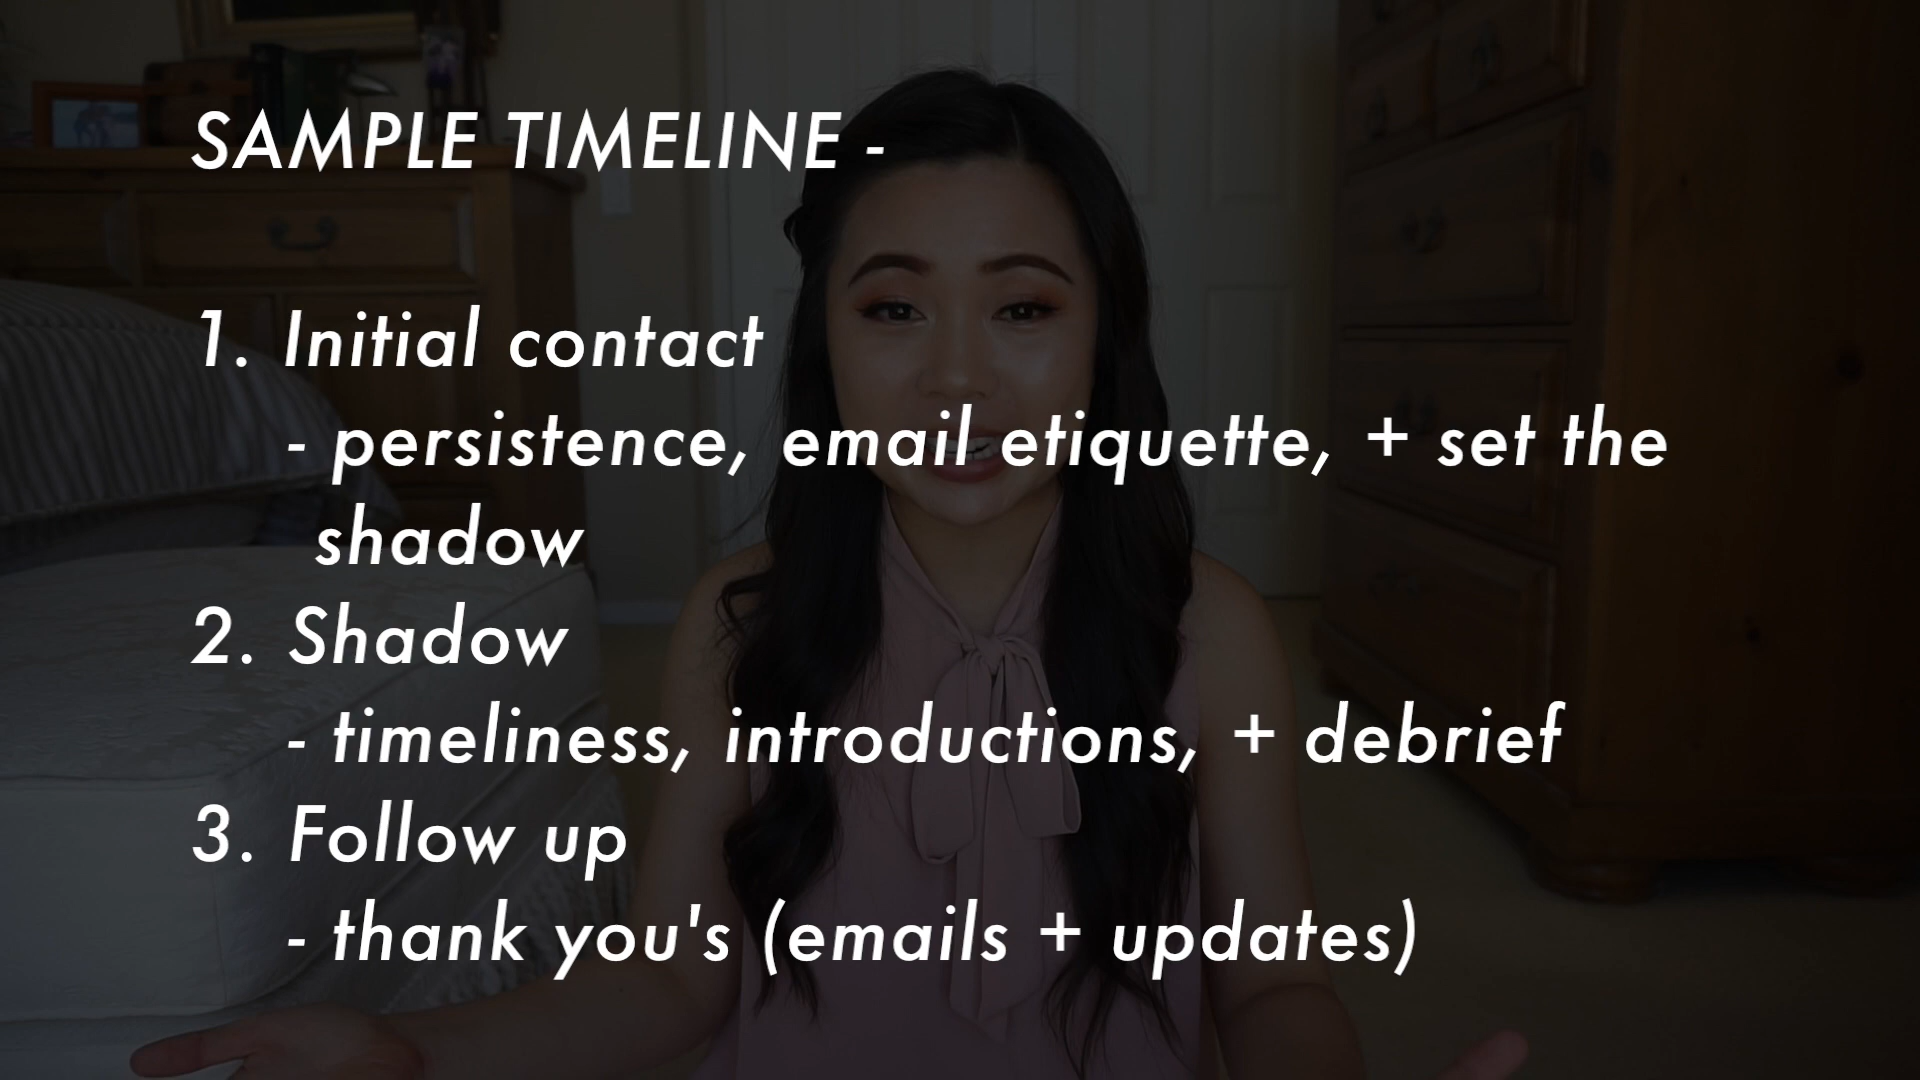 SAMPLE TIMELINE -
1. Initial contact
- persistence, email etiquette, + set the
shadow
2. Shadow
- timeliness, introductions, + debrief
3. Follow up
- thank you's (emails + updates)